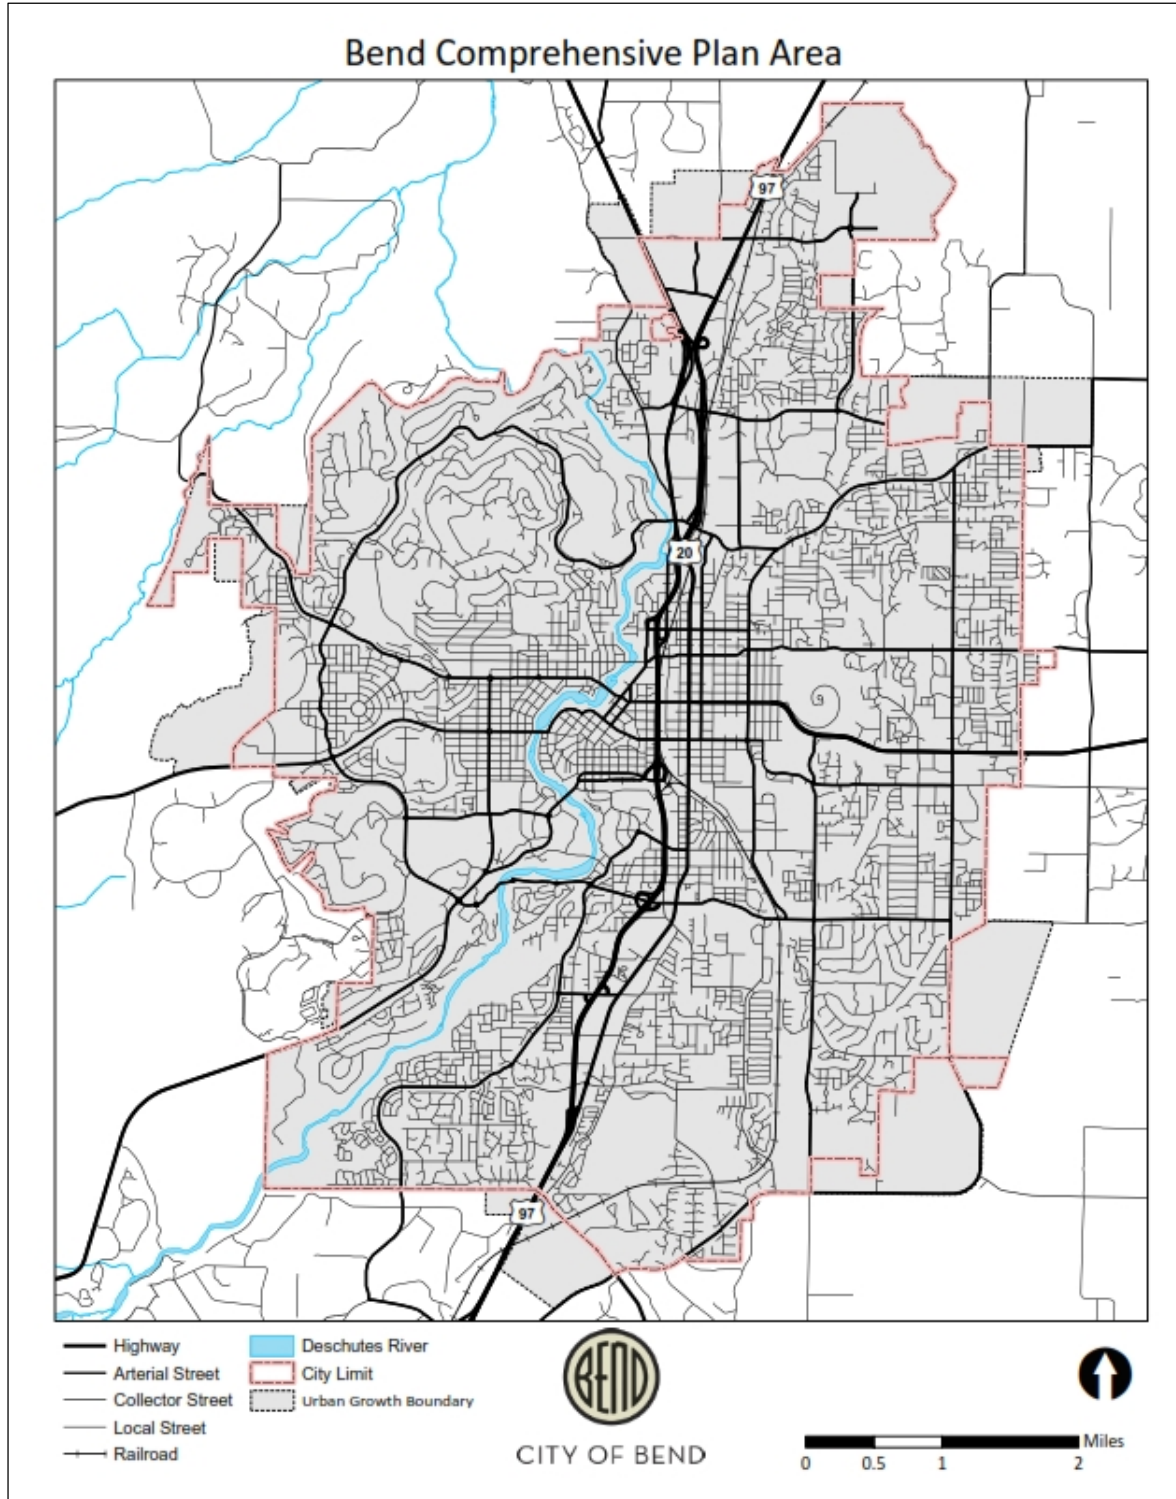 Bend Comprehensive Plan Area
97
20
97
Highway
Arterial Street
Collector Street
Local Street
Railroad
Deschutes River
City Limit
Urban Growth Boundary
BEND
CITY OF BEND
Miles
0 0.5 1 2